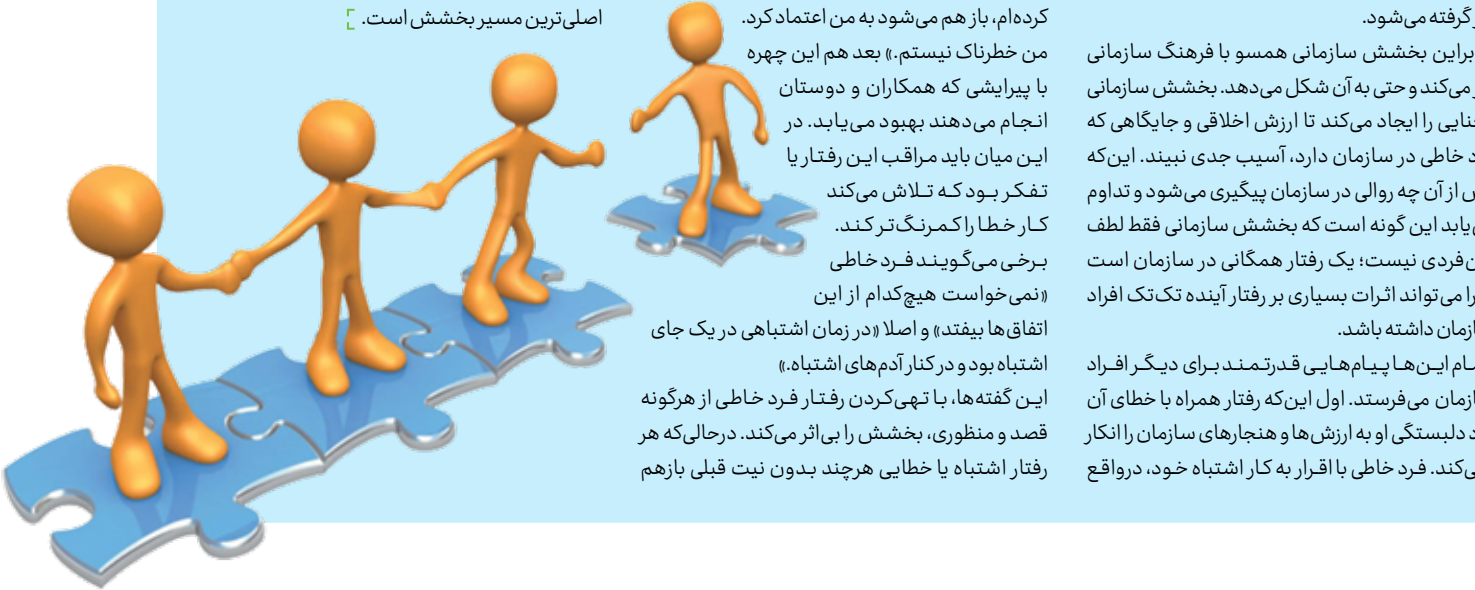 گرفته می‌شود.
براین بخشش سازمانی همسو با فرهنگ سازمانی
می‌کند و حتی به آن شکل می‌دهد. بخشش سازمانی
را ایجاد می‌کند تا ارزش اخلاقی و جایگاهی که
خاطی در سازمان دارد، آسیب جدی نبیند. این‌که
از آن چه روالی در سازمان پیگیری می‌شود و تداوم
یابد این گونه است که بخشش سازمانی فقط لطف
فردی نیست؛ یک رفتار همگانی در سازمان است
را می‌تواند اثرات بسیاری بر رفتار آینده تک‌تک افراد
زمان داشته باشد.
این‌ها پیام‌هایی قدرتمند برای دیگر افراد
زمان می‌فرستد. اول این‌که رفتار همراه با خطای آن
دلبستگی او به ارزش‌ها و هنجارهای سازمان را انکار
کند. فرد خاطی با اقرار به کار اشتباه خود، درواقع
کرده‌ام، باز هم می‌شود به من اعتماد کرد.
من خطرناک نیستم.» بعد هم این چهره
با پیرایشی که همکاران و دوستان
انجام می‌دهند بهبود می‌یابد. در
این میان باید مراقب این رفتار یا
تفکر بود که تلاش می‌کند
کار خطا را کم‌رنگ‌تر کند.
برخی می‌گویند فرد خاطی
«نمی‌خواست هیچ‌کدام از این
اتفاق‌ها بیفتد» و اصلا «در زمان اشتباهی در یک جای
اشتباه بود و در کنار آدم‌های اشتباه.»
این گفته‌ها، با تهی‌کردن رفتار فرد خاطی از هرگونه
قصد و منظوری، بخشش را بی‌اثر می‌کند. درحالی‌که هر
رفتار اشتباه یا خطایی هرچند بدون نیت قبلی بازهم
اصلی‌ترین مسیر بخشش است.